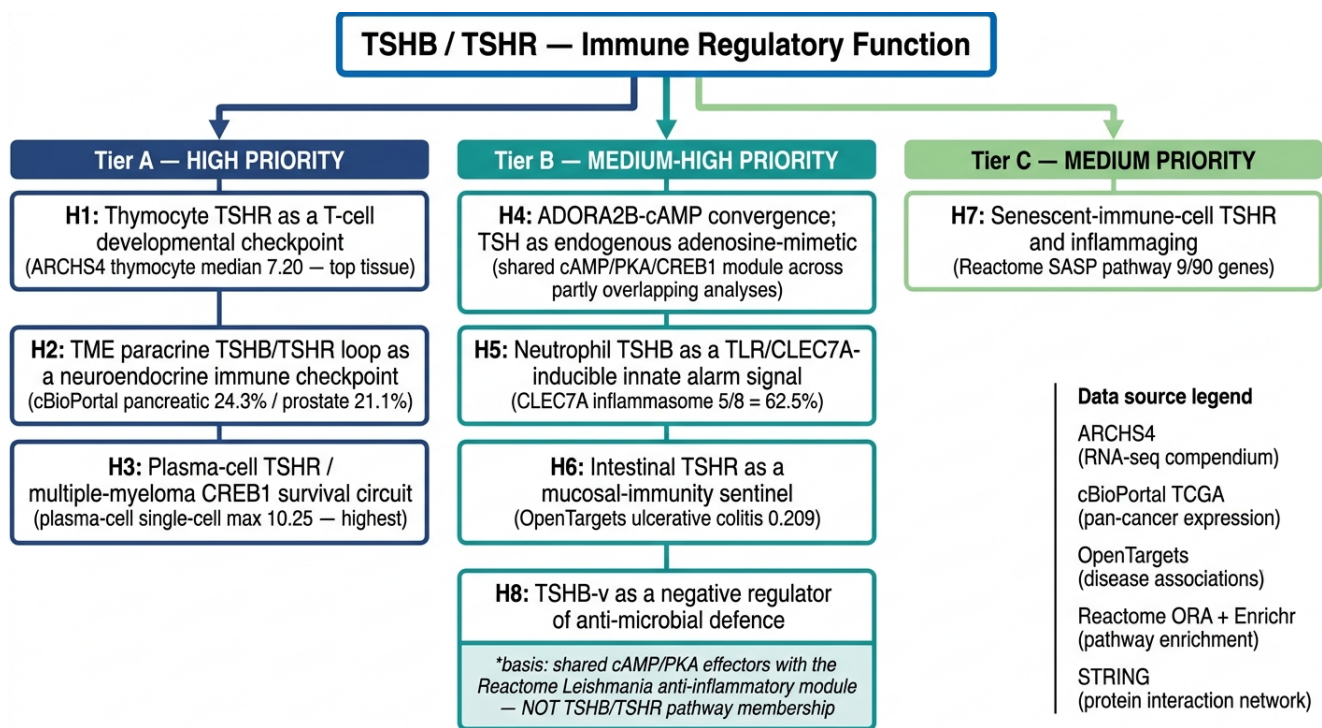 TSHB / TSHR — Immune Regulatory Function
Tier A — HIGH PRIORITY
H1: Thymocyte TSHR as a T-cell
developmental checkpoint
(ARCHS4 thymocyte median 7.20 — top tissue)
H2: TME paracrine TSHB/TSHR loop as
a neuroendocrine immune checkpoint
(cBioPortal pancreatic 24.3% / prostate 21.1%)
H3: Plasma-cell TSHR /
multiple-myeloma CREB1 survival circuit
(plasma-cell single-cell max 10.25 — highest)
Tier B — MEDIUM-HIGH PRIORITY
H4: ADORA2B-cAMP convergence;
TSH as endogenous adenosine-mimetic
(shared cAMP/PKA/CREB1 module across
partly overlapping analyses)
H5: Neutrophil TSHB as a TLR/CLEC7A-
inducible innate alarm signal
(CLEC7A inflammasome 5/8 = 62.5%)
H6: Intestinal TSHR as a
mucosal-immunity sentinel
(OpenTargets ulcerative colitis 0.209)
H8: TSHB-v as a negative regulator
of anti-microbial defence
*basis: shared cAMP/PKA effectors with the
Reactome Leishmania anti-inflammatory module
— NOT TSHB/TSHR pathway membership
Tier C — MEDIUM PRIORITY
H7: Senescent-immune-cell TSHR
and inflammaging
(Reactome SASP pathway 9/90 genes)
Data source legend
ARCHS4
(RNA-seq compendium)
cBioPortal TCGA
(pan-cancer expression)
OpenTargets
(disease associations)
Reactome ORA + Enrichr
(pathway enrichment)
STRING
(protein interaction network)